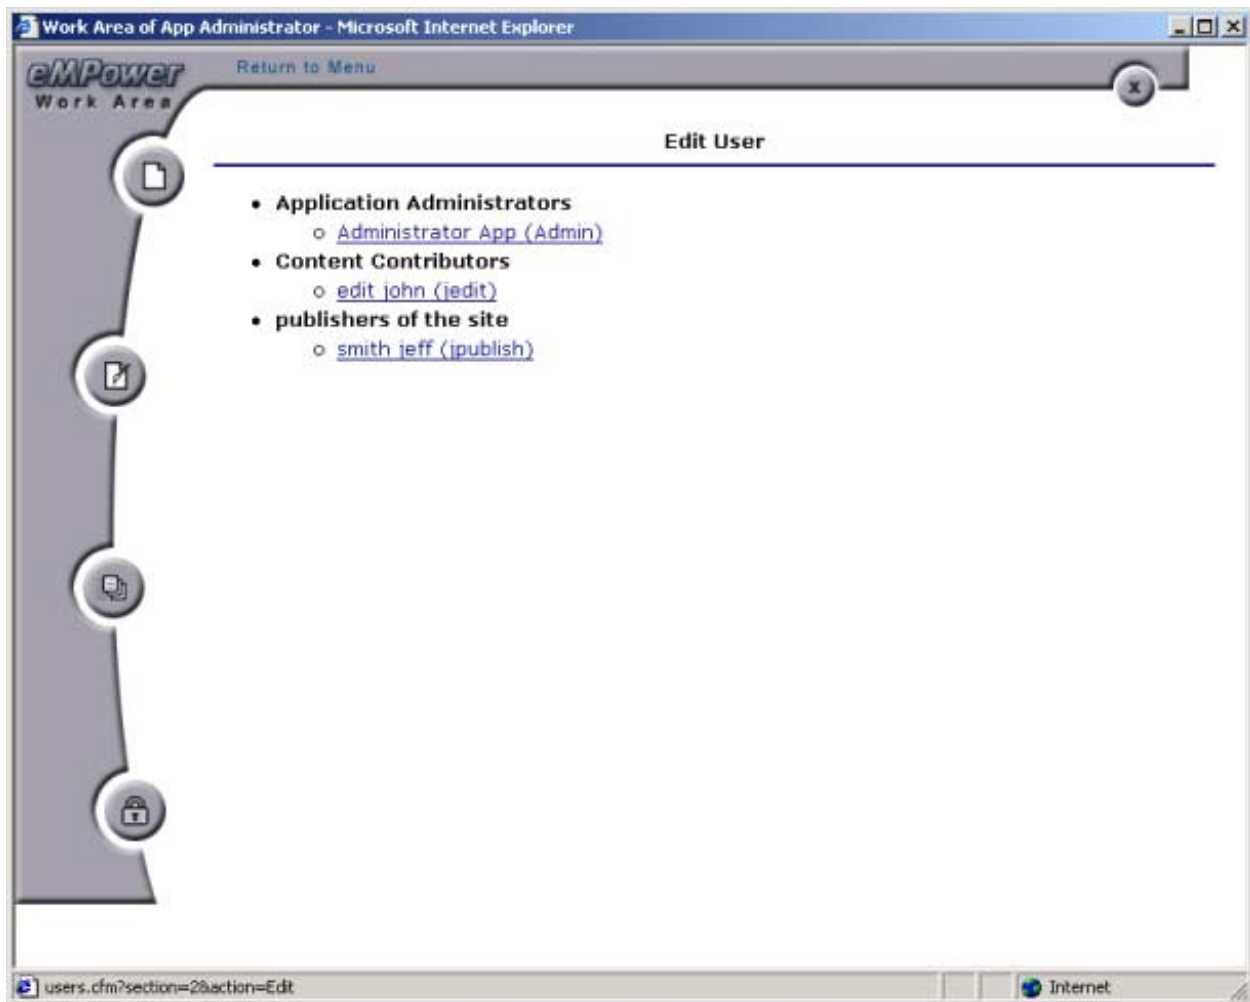 Work Area of App Administrator - Microsoft Internet Explorer
eMPower
Work Area
Return to Menu
x
Edit User
• Application Administrators
o Administrator App (Admin)
• Content Contributors
o edit john (jedit)
• publishers of the site
o smith jeff (jpublish)
users.cfm?section=2&action=Edit
Internet